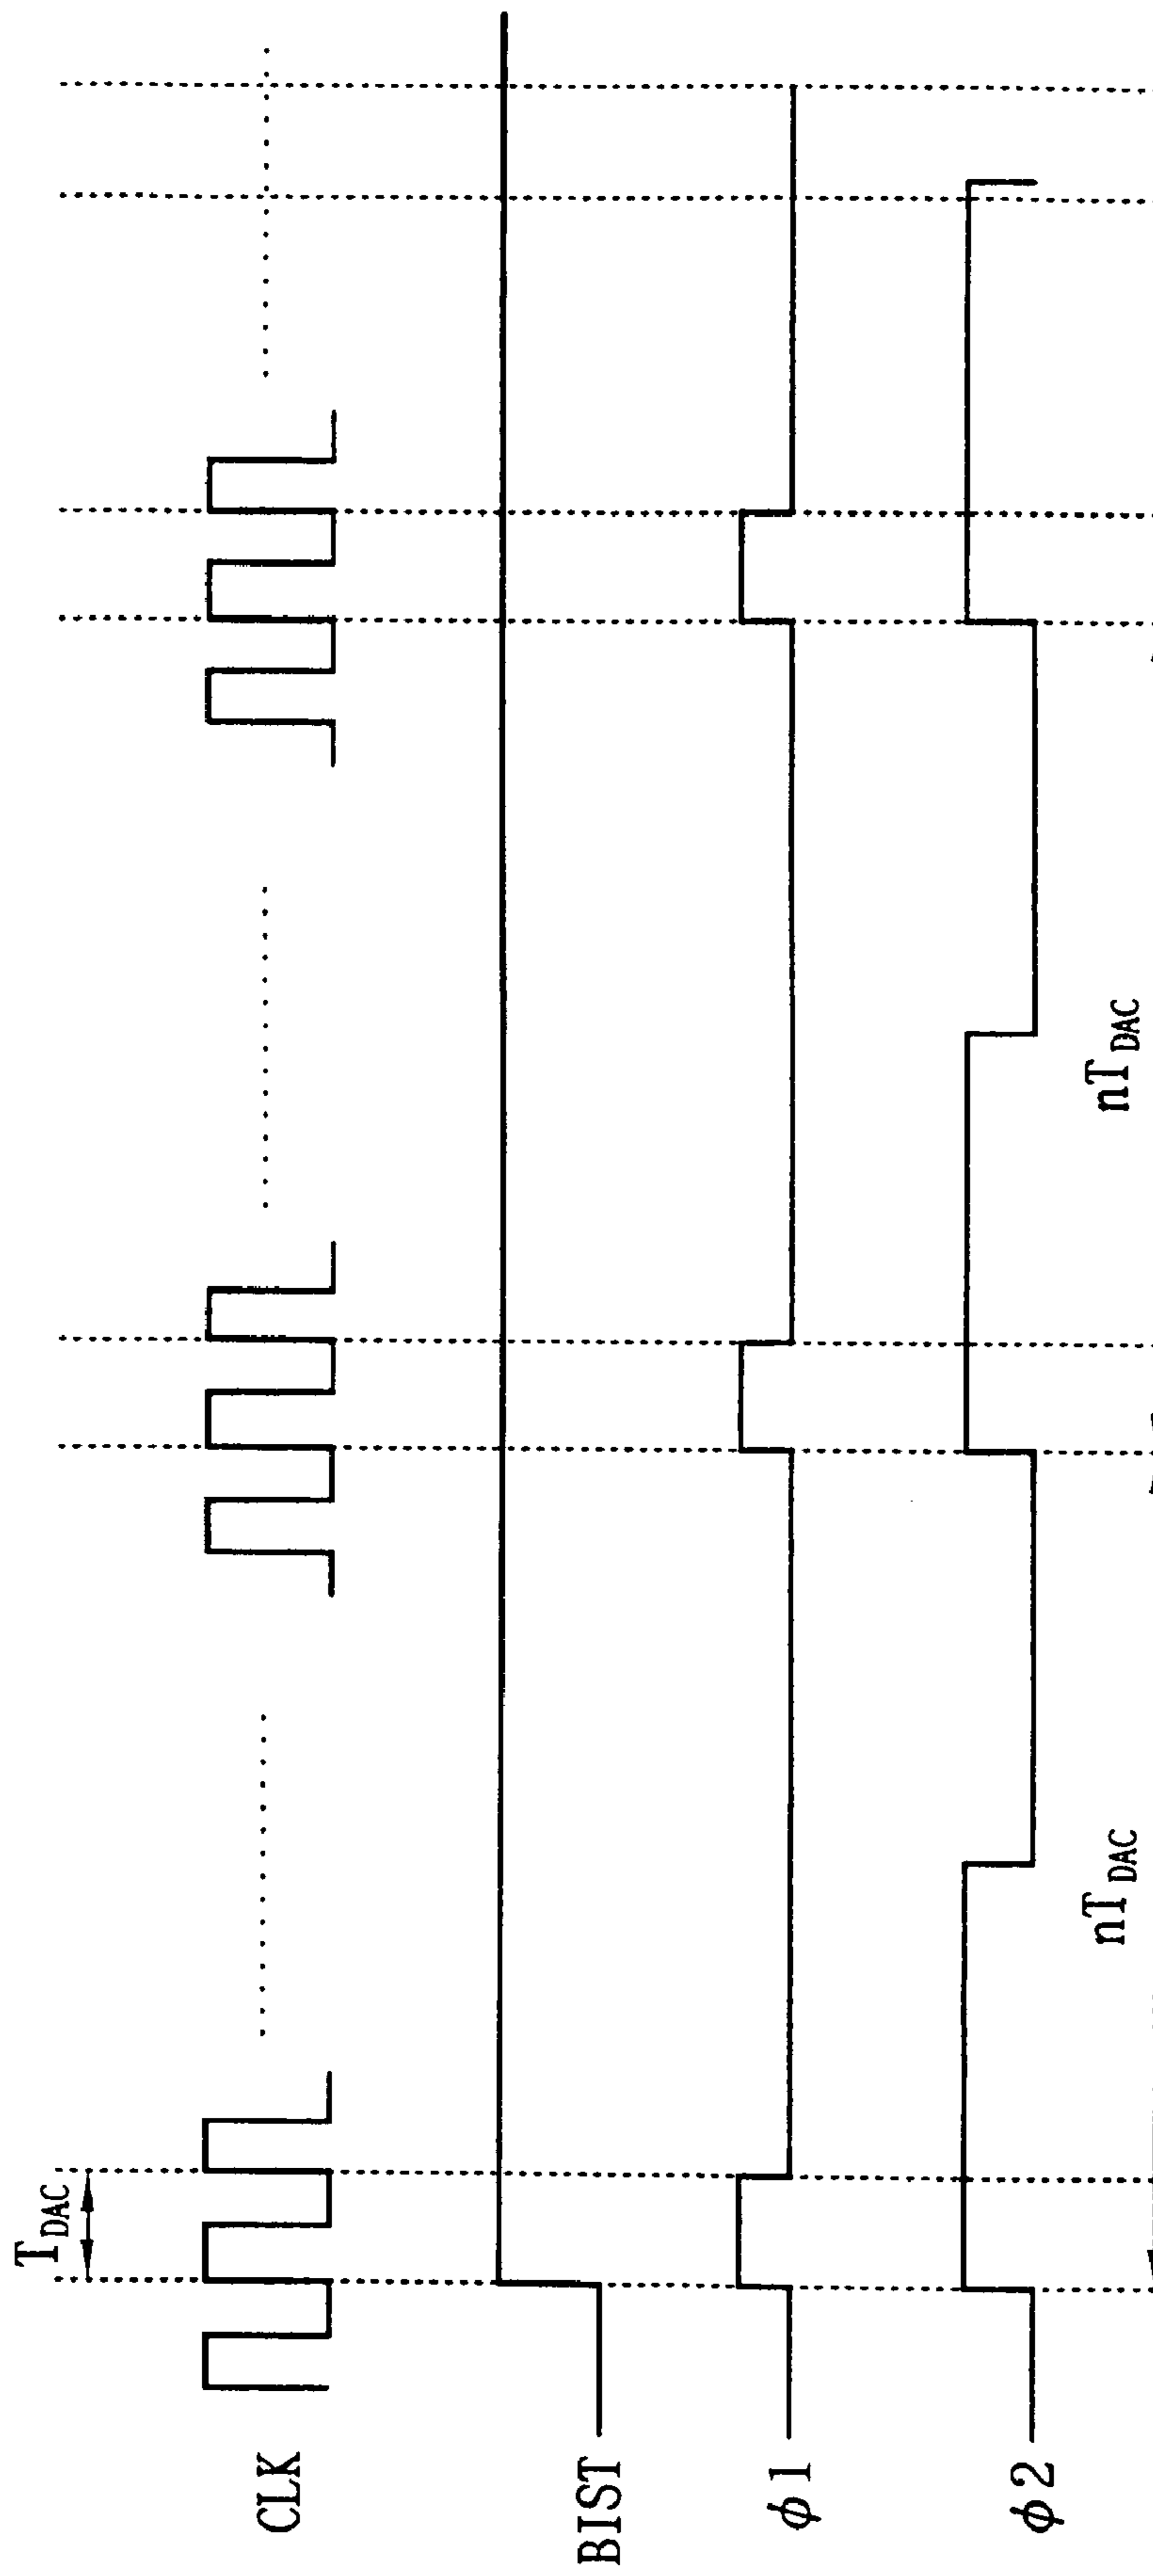 T_DAC
CLK
BIST
φ1
φ2
nT_DAC
nT_DAC